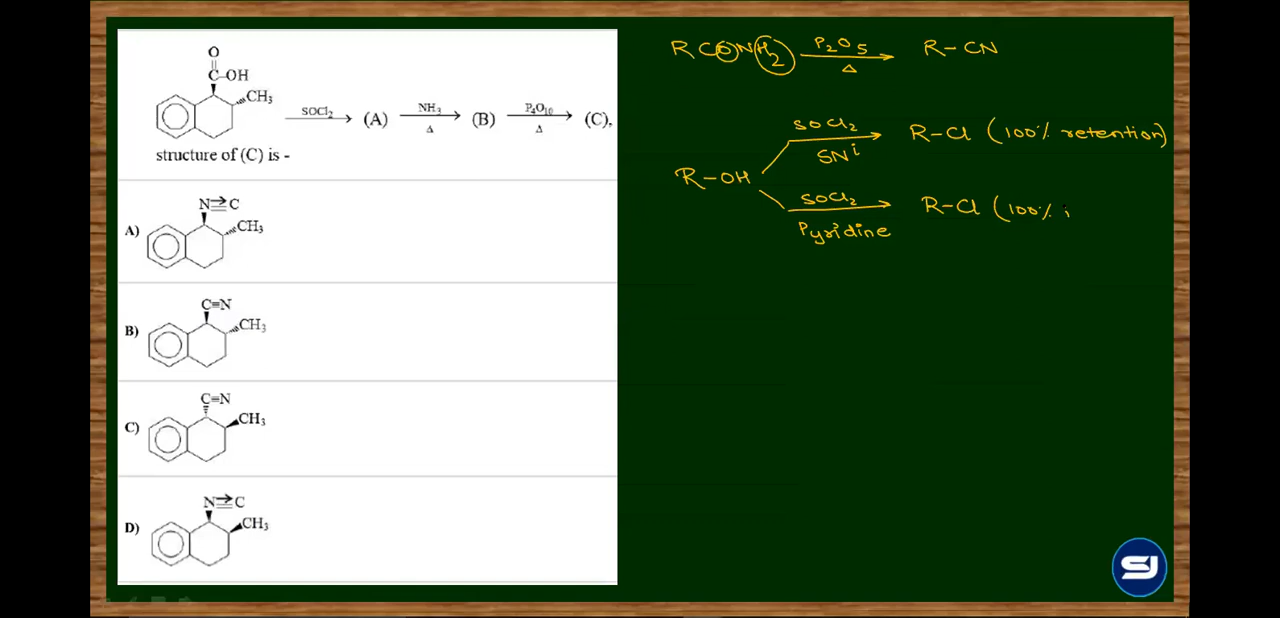 O
||
C–OH
CH₃
SOCl₂ → (A) NH₃ Δ → (B) P₄O₁₀ Δ → (C),
structure of (C) is -
A) N≡C CH₃
B) C≡N CH₃
C) C≡N CH₃
D) N≡C CH₃
RCONH₂ P₂O₅ Δ → R–CN
SOCl₂ SNi → R–Cl (100% retention)
R–OH
SOCl₂ Pyridine → R–Cl (100% i
SJ